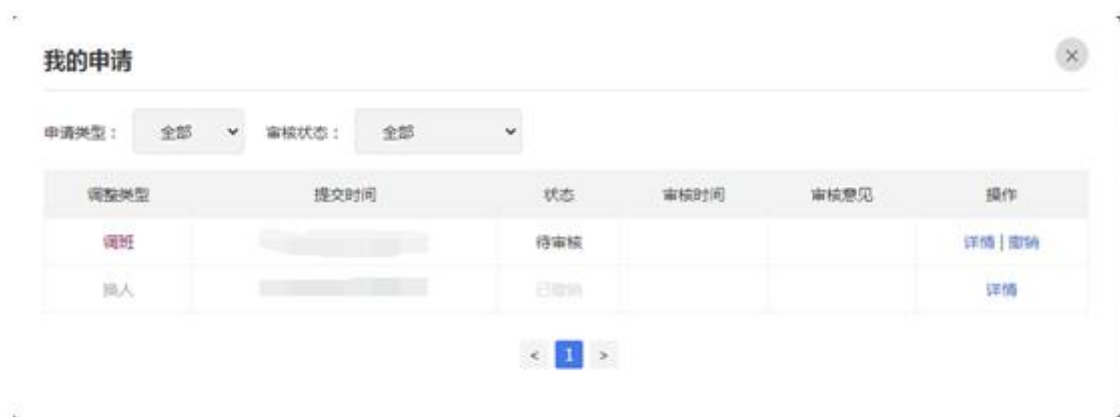 我的申请
×
申请类型： 全部 审核状态： 全部
调整类型 提交时间 状态 审核时间 审核意见 操作
调班 待审核 详情 | 撤销
换人 已撤销 详情
< 1 >